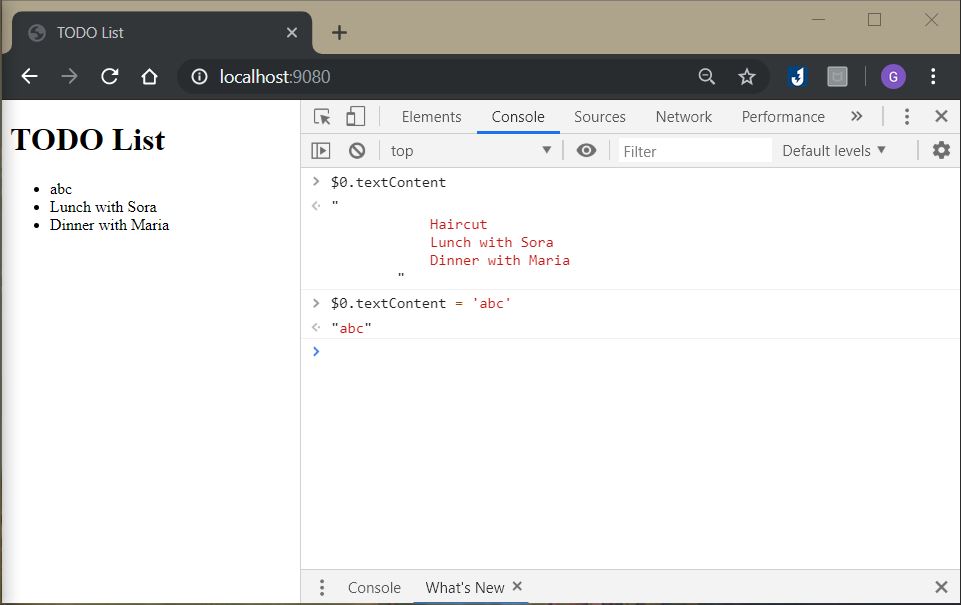 TODO List
localhost:9080
G
TODO List
abc
Lunch with Sora
Dinner with Maria
Elements Console Sources Network Performance
top Filter Default levels
$0.textContent
"
Haircut
Lunch with Sora
Dinner with Maria
"
$0.textContent = 'abc'
"abc"
Console What's New